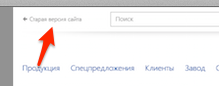 ← Старая версия сайта
Поиск
Продукция Спецпредложения Клиенты Завод